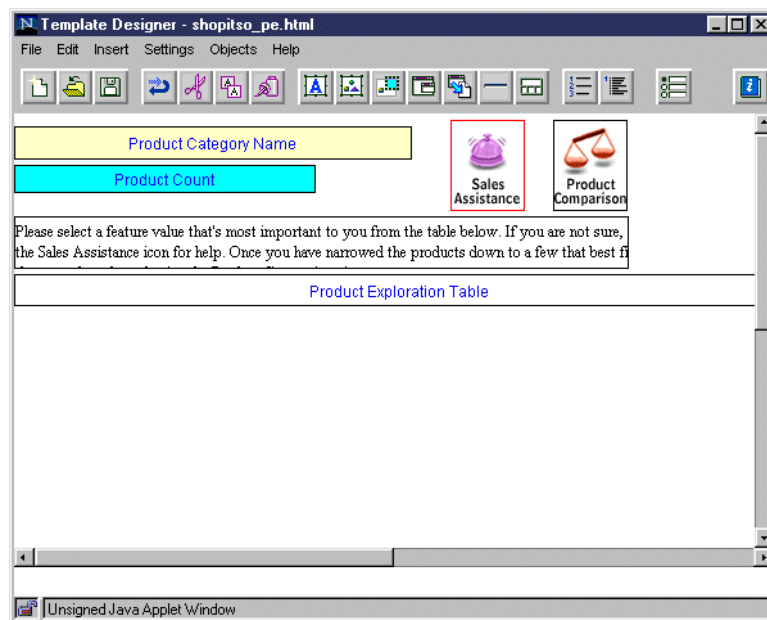 Template Designer - shopitso_pe.html
File Edit Insert Settings Objects Help
Product Category Name
Product Count
Sales
Assistance
Product
Comparison
Please select a feature value that's most important to you from the table below. If you are not sure,
the Sales Assistance icon for help. Once you have narrowed the products down to a few that best
Product Exploration Table
Unsigned Java Applet Window